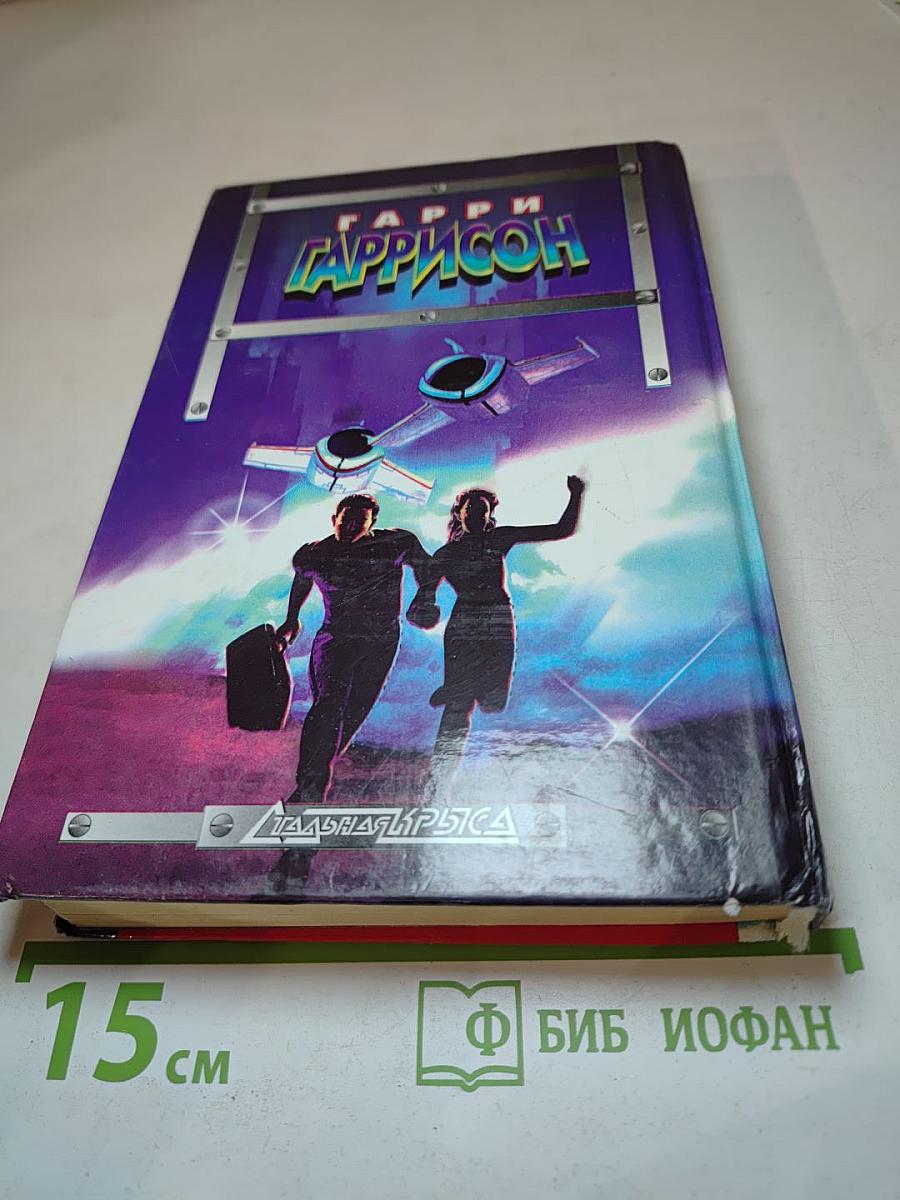 ГАРРИ
ГАРРИСОН
СТАЛЬНАЯ КРЫСА
15 см
Ф БИБ ИОФАН